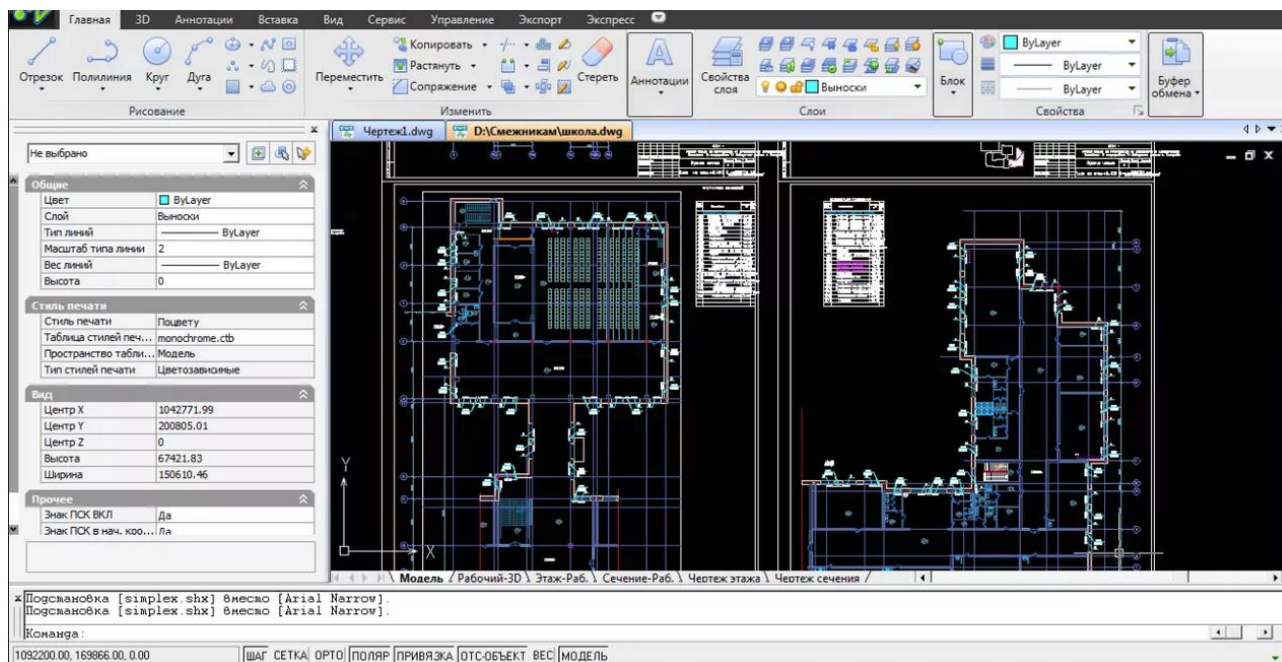 Главная 3D Аннотации Вставка Вид Сервис Управление Экспорт Экспресс
Отрезок Полилиния Круг Дуга
Рисование
Переместить
Копировать
Растянуть
Сопряжение
Стереть
Изменить
Аннотации
Свойства слоя
Выноски
Слои
Блок
ByLayer
ByLayer
ByLayer
Свойства
Буфер обмена
Чертеж1.dwg D:\Смежникам\школа.dwg
Не выбрано
Общие
Цвет ByLayer
Слой Выноски
Тип линий ByLayer
Масштаб типа линии 2
Вес линий ByLayer
Высота 0
Стиль печати
Стиль печати Поцвету
Таблица стилей печ... monochrome.ctb
Пространство табли... Модель
Тип стилей печати Цветозависимые
Вид
Центр X 1042771.99
Центр Y 200805.01
Центр Z 0
Высота 67421.83
Ширина 150610.46
Прочее
Знак ПСК ВКЛ Да
Знак ПСК в нач. коо... Да
Y
X
Модель Рабочий-3D Этаж-Раб. Сечение-Раб. Чертеж этажа Чертеж сечения
Подстановка [simplex.shx] вместо [Arial Narrow].
Подстановка [simplex.shx] вместо [Arial Narrow].
Команда:
1092200.00, 169866.00, 0.00 ШАГ СЕТКА ОРТО ПОЛЯР ПРИВЯЗКА ОТС-ОБЪЕКТ ВЕС МОДЕЛЬ